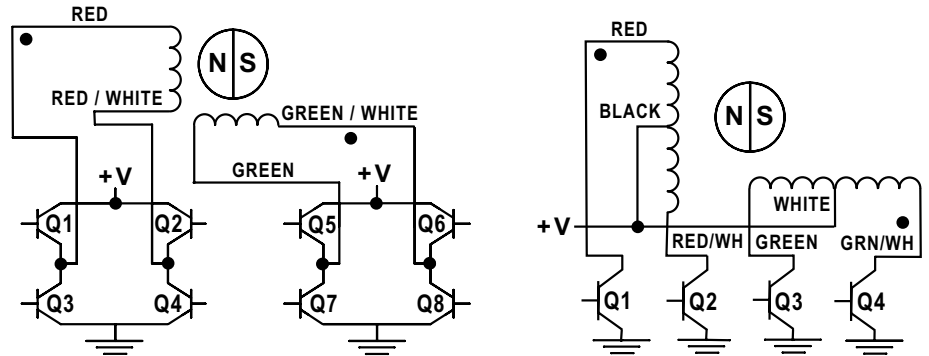 RED
N S
RED / WHITE
GREEN / WHITE
GREEN
+V
+V
Q1
Q2
Q5
Q6
Q3
Q4
Q7
Q8
RED
BLACK
N S
WHITE
+V
RED/WH
GREEN
GRN/WH
Q1
Q2
Q3
Q4